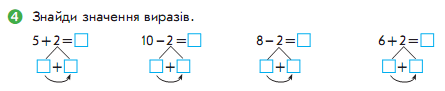 4 Знайди значення виразів.
5+2=□ 10−2=□ 8−2=□ 6+2=□
□+□ □+□ □+□ □+□